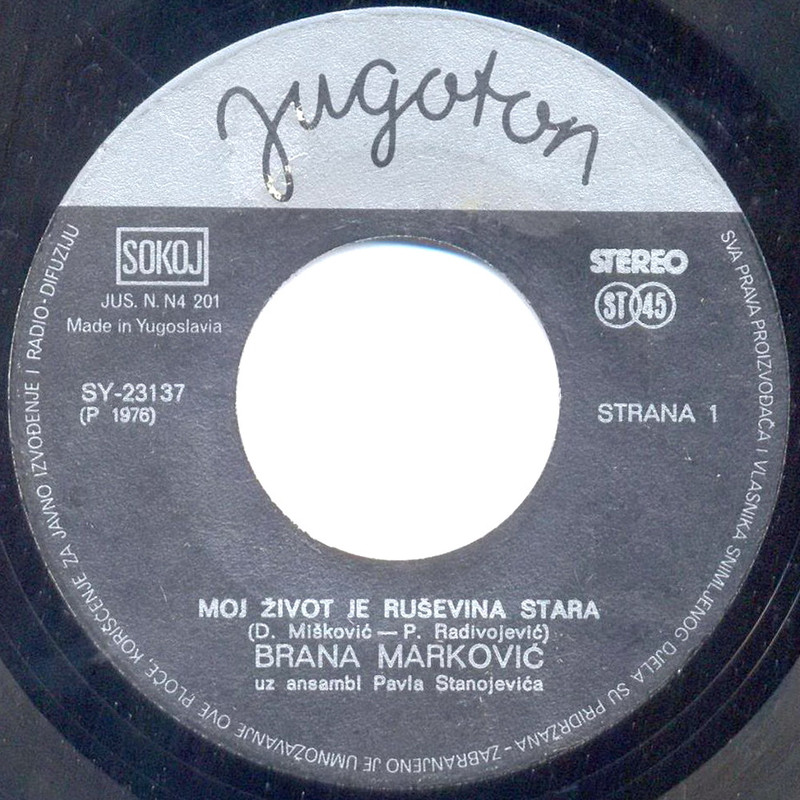 jugoton
SOKOJ
JUS. N. N4 201
Made in Yugoslavia
STEREO
ST 45
SY-23137
(P 1976)
STRANA 1
MOJ ŽIVOT JE RUŠEVINA STARA
(D. Mišković — P. Radivojević)
BRANA MARKOVIĆ
uz ansambl Pavla Stanojevića
SVA PRAVA PROIZVOĐAČA I VLASNIKA SNIMLJENOG DJELA SU PRIDRŽANA - ZABRANJENO JE UMNOŽAVANJE OVE PLOČE, KORIŠĆENJE ZA JAVNO IZVOĐENJE I RADIO-DIFUZIJU